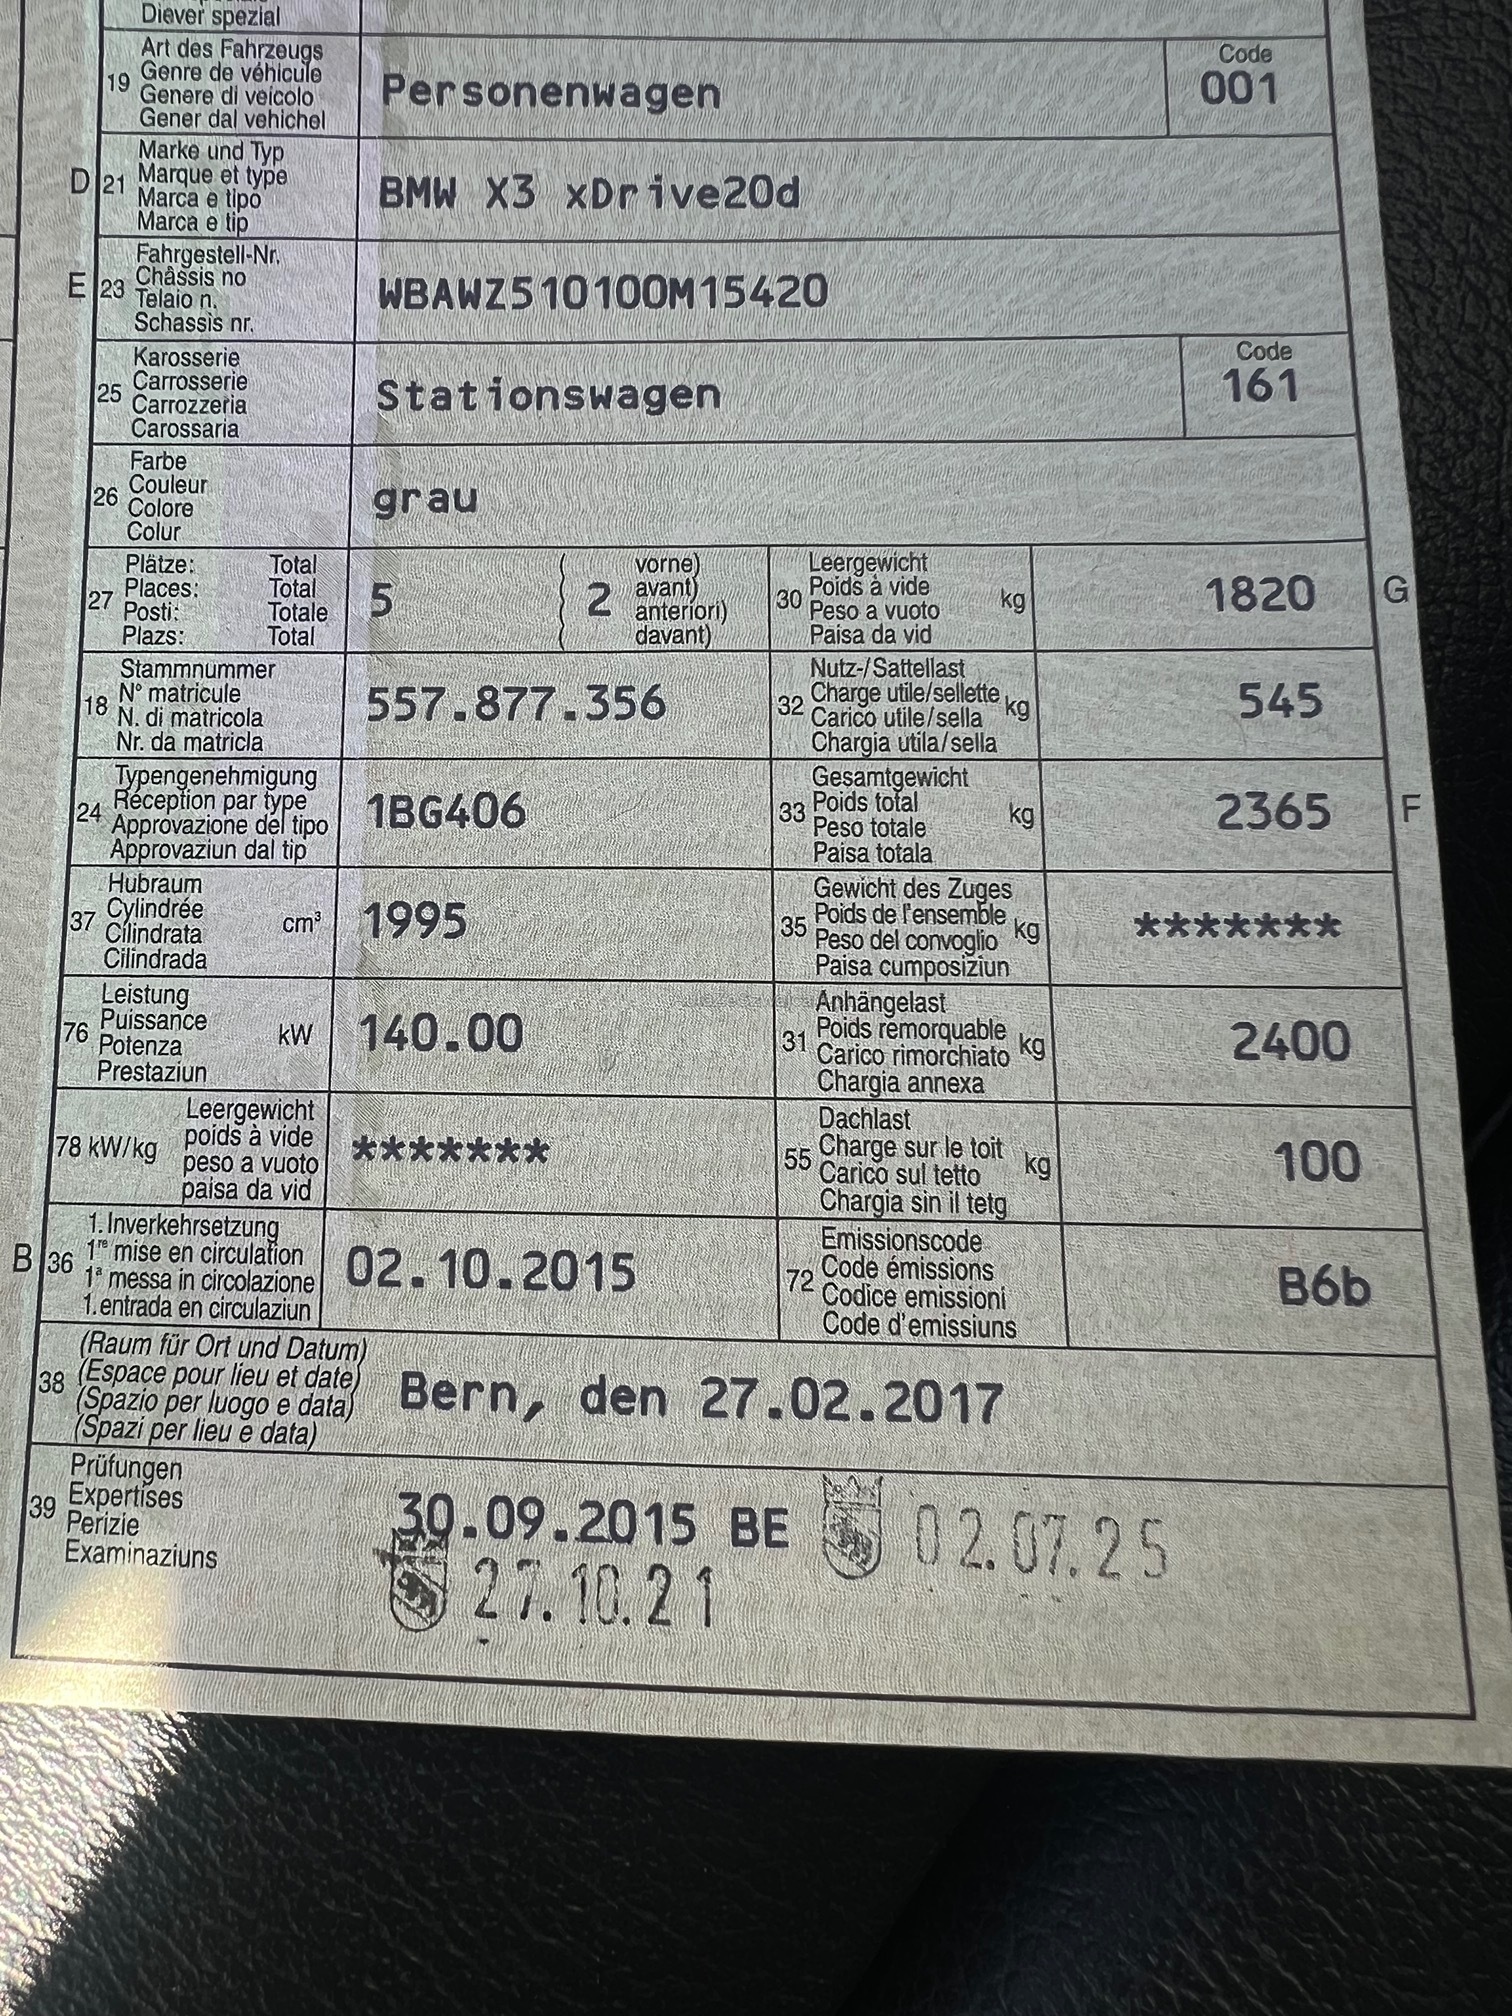 Diever spezial
19 Art des Fahrzeugs
Genre de véhicule
Genere di veicolo
Gener dal vehichel
Personenwagen
Code
001
D 21 Marke und Typ
Marque et type
Marca e tipo
Marca e tip
BMW X3 xDrive20d
E 23 Fahrgestell-Nr.
Châssis no
Telaio n.
Schassis nr.
WBAWZ510100M15420
25 Karosserie
Carrosserie
Carrozzeria
Carossaria
Stationswagen
Code
161
26 Farbe
Couleur
Colore
Colur
grau
27 Plätze: Total
Places: Total
Posti: Totale
Plazs: Total
5 ( 2 vorne)
avant)
anteriori)
( davant)
30 Leergewicht
Poids à vide
Peso a vuoto
Paisa da vid
kg
1820 G
18 Stammnummer
N° matricule
N. di matricola
Nr. da matricla
557.877.356
32 Nutz-/Sattellast
Charge utile/sellette
Carico utile/sella
Chargia utila/sella
kg
545
24 Typengenehmigung
Réception par type
Approvazione del tipo
Approvaziun dal tip
1BG406
33 Gesamtgewicht
Poids total
Peso totale
Paisa totala
kg
2365 F
37 Hubraum
Cylindrée
Cilindrata
Cilindrada
cm³
1995
35 Gewicht des Zuges
Poids de l'ensemble
Peso del convoglio
Paisa cumposiziun
kg
*******
76 Leistung
Puissance
Potenza
Prestaziun
kW
140.00
31 Anhängelast
Poids remorquable
Carico rimorchiato
Chargia annexa
kg
2400
78 kW/kg Leergewicht
poids à vide
peso a vuoto
paisa da vid
*******
55 Dachlast
Charge sur le toit
Carico sul tetto
Chargia sin il tetg
kg
100
B 36 1. Inverkehrsetzung
1re mise en circulation
1a messa in circolazione
1. entrada en circulaziun
02.10.2015
72 Emissionscode
Code émissions
Codice emissioni
Code d'emissiuns
B6b
38 (Raum für Ort und Datum)
(Espace pour lieu et date)
(Spazio per luogo e data)
(Spazi per lieu e data)
Bern, den 27.02.2017
39 Prüfungen
Expertises
Perizie
Examinaziuns
30.09.2015 BE 02.07.25
27.10.21